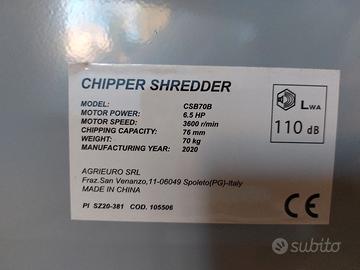 CHIPPER SHREDDER
MODEL: CSB70B
MOTOR POWER: 6.5 HP
MOTOR SPEED: 3600 r/min
CHIPPING CAPACITY: 76 mm
WEIGHT: 70 kg
MANUFACTURING YEAR: 2020
LWA
110 dB
AGRIEURO SRL
Fraz.San Venanzo,11-06049 Spoleto(PG)-Italy
MADE IN CHINA
PI SZ20-381 COD. 105506
CE
subito